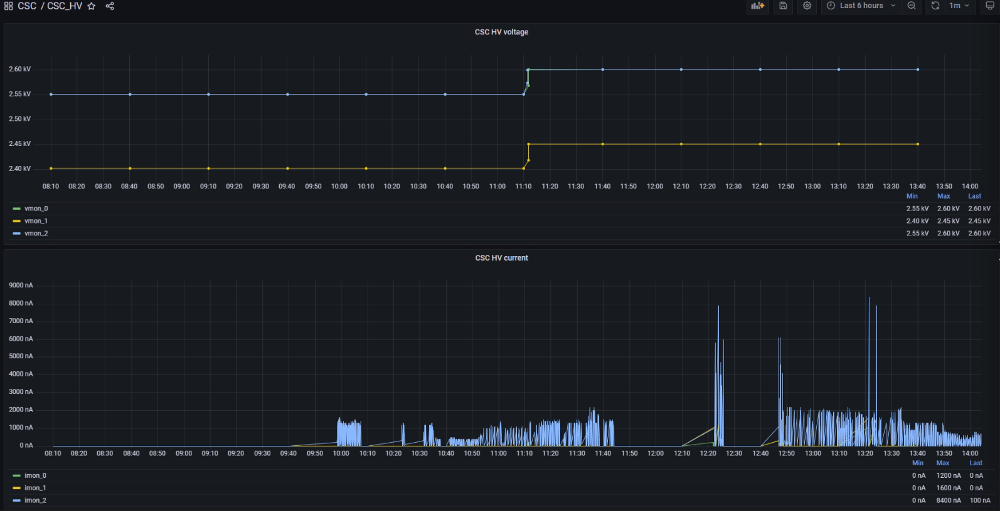 CSC / CSC_HV
Last 6 hours 1m
CSC HV voltage
2.60 kV
2.55 kV
2.50 kV
2.45 kV
2.40 kV
08:10 08:20 08:30 08:40 08:50 09:00 09:10 09:20 09:30 09:40 09:50 10:00 10:10 10:20 10:30 10:40 10:50 11:00 11:10 11:20 11:30 11:40 11:50 12:00 12:10 12:20 12:30 12:40 12:50 13:00 13:10 13:20 13:30 13:40 13:50 14:00
Min Max Last
vmon_0 2.55 kV 2.60 kV 2.60 kV
vmon_1 2.40 kV 2.45 kV 2.45 kV
vmon_2 2.55 kV 2.60 kV 2.60 kV
CSC HV current
9000 nA
8000 nA
7000 nA
6000 nA
5000 nA
4000 nA
3000 nA
2000 nA
1000 nA
0 nA
08:10 08:20 08:30 08:40 08:50 09:00 09:10 09:20 09:30 09:40 09:50 10:00 10:10 10:20 10:30 10:40 10:50 11:00 11:10 11:20 11:30 11:40 11:50 12:00 12:10 12:20 12:30 12:40 12:50 13:00 13:10 13:20 13:30 13:40 13:50 14:00
Min Max Last
imon_0 0 nA 1200 nA 0 nA
imon_1 0 nA 1600 nA 0 nA
imon_2 0 nA 8400 nA 100 nA